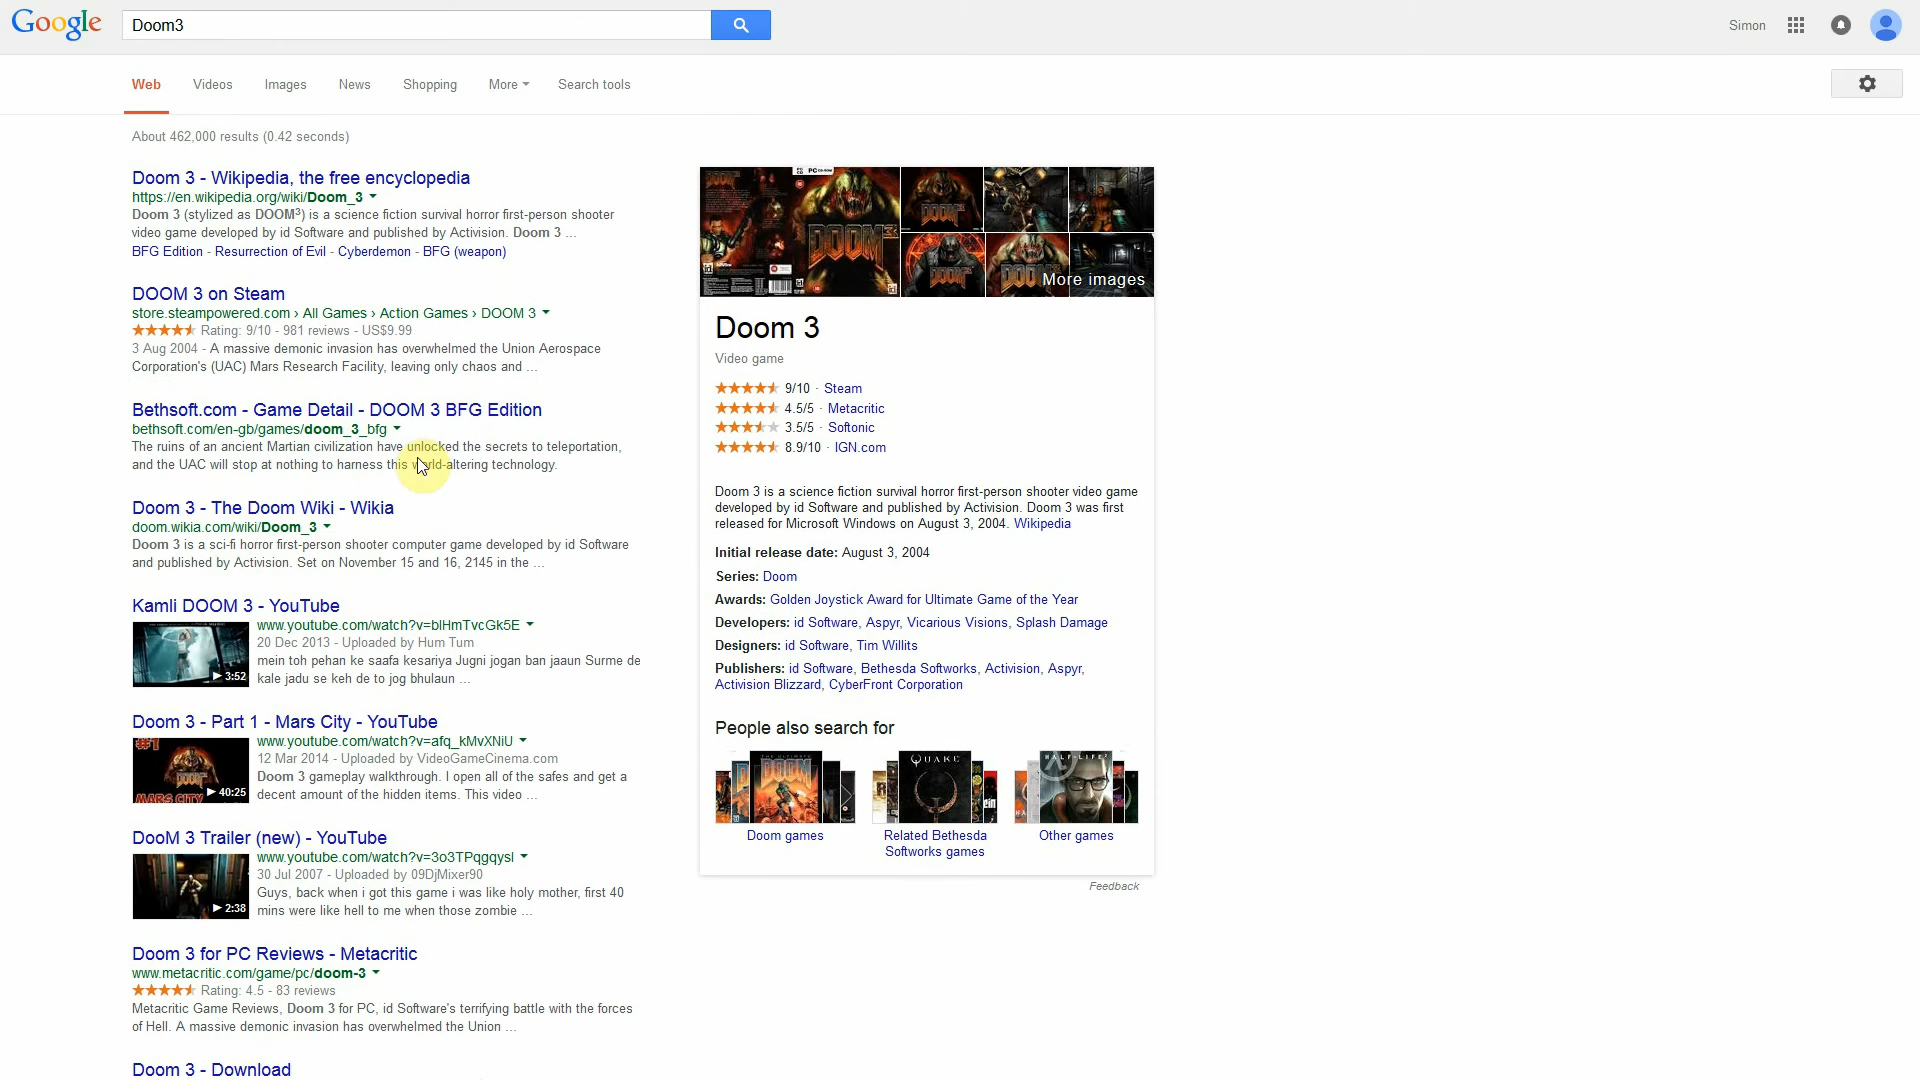 Google
Doom3
Simon
Web Videos Images News Shopping More Search tools
About 462,000 results (0.42 seconds)
Doom 3 - Wikipedia, the free encyclopedia
https://en.wikipedia.org/wiki/Doom_3
Doom 3 (stylized as DOOM³) is a science fiction survival horror first-person shooter
video game developed by id Software and published by Activision. Doom 3 ...
BFG Edition - Resurrection of Evil - Cyberdemon - BFG (weapon)
DOOM 3 on Steam
store.steampowered.com › All Games › Action Games › DOOM 3
Rating: 9/10 - 981 reviews - US$9.99
3 Aug 2004 - A massive demonic invasion has overwhelmed the Union Aerospace
Corporation's (UAC) Mars Research Facility, leaving only chaos and ...
Bethsoft.com - Game Detail - DOOM 3 BFG Edition
bethsoft.com/en-gb/games/doom_3_bfg
The ruins of an ancient Martian civilization have unlocked the secrets to teleportation,
and the UAC will stop at nothing to harness this world-altering technology.
Doom 3 - The Doom Wiki - Wikia
doom.wikia.com/wiki/Doom_3
Doom 3 is a sci-fi horror first-person shooter computer game developed by id Software
and published by Activision. Set on November 15 and 16, 2145 in the ...
Kamli DOOM 3 - YouTube
www.youtube.com/watch?v=blHmTvcGk5E
20 Dec 2013 - Uploaded by Hum Tum
mein toh pehan ke saafa kesariya Jugni jogan ban jaaun Surme de
kale jadu se keh de to jog bhulaun ...
3:52
Doom 3 - Part 1 - Mars City - YouTube
www.youtube.com/watch?v=afq_kMvXNiU
12 Mar 2014 - Uploaded by VideoGameCinema.com
Doom 3 gameplay walkthrough. I open all of the safes and get a
decent amount of the hidden items. This video ...
#1
DOOM
MARS CITY
40:25
DooM 3 Trailer (new) - YouTube
www.youtube.com/watch?v=3o3TPqgqysI
30 Jul 2007 - Uploaded by 09DjMixer90
Guys, back when i got this game i was like holy mother, first 40
mins were like hell to me when those zombie ...
2:38
Doom 3 for PC Reviews - Metacritic
www.metacritic.com/game/pc/doom-3
Rating: 4.5 - 83 reviews
Metacritic Game Reviews, Doom 3 for PC, id Software's terrifying battle with the forces
of Hell. A massive demonic invasion has overwhelmed the Union ...
Doom 3 - Download
PC CD-ROM
DOOM3
DOOM3
DOOM3
DOOM
More images
Doom 3
Video game
9/10 · Steam
4.5/5 · Metacritic
3.5/5 · Softonic
8.9/10 · IGN.com
Doom 3 is a science fiction survival horror first-person shooter video game
developed by id Software and published by Activision. Doom 3 was first
released for Microsoft Windows on August 3, 2004. Wikipedia
Initial release date: August 3, 2004
Series: Doom
Awards: Golden Joystick Award for Ultimate Game of the Year
Developers: id Software, Aspyr, Vicarious Visions, Splash Damage
Designers: id Software, Tim Willits
Publishers: id Software, Bethesda Softworks, Activision, Aspyr,
Activision Blizzard, CyberFront Corporation
People also search for
THE ULTIMATE
DOOM
QUAKE
HALF-LIFE
Doom games
Related Bethesda
Softworks games
Other games
Feedback